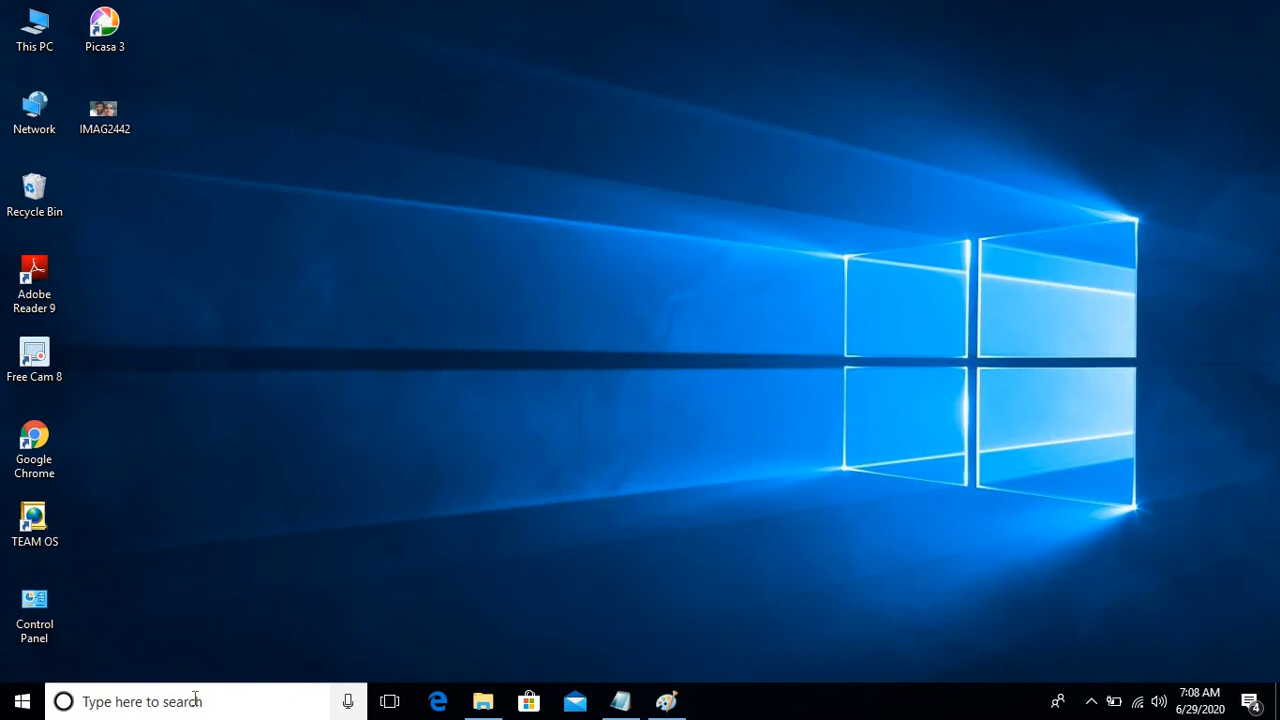 This PC
Picasa 3
Network
IMAG2442
Recycle Bin
Adobe
Reader 9
Free Cam 8
Google
Chrome
TEAM OS
Control
Panel
Type here to search
7:08 AM
6/29/2020
4